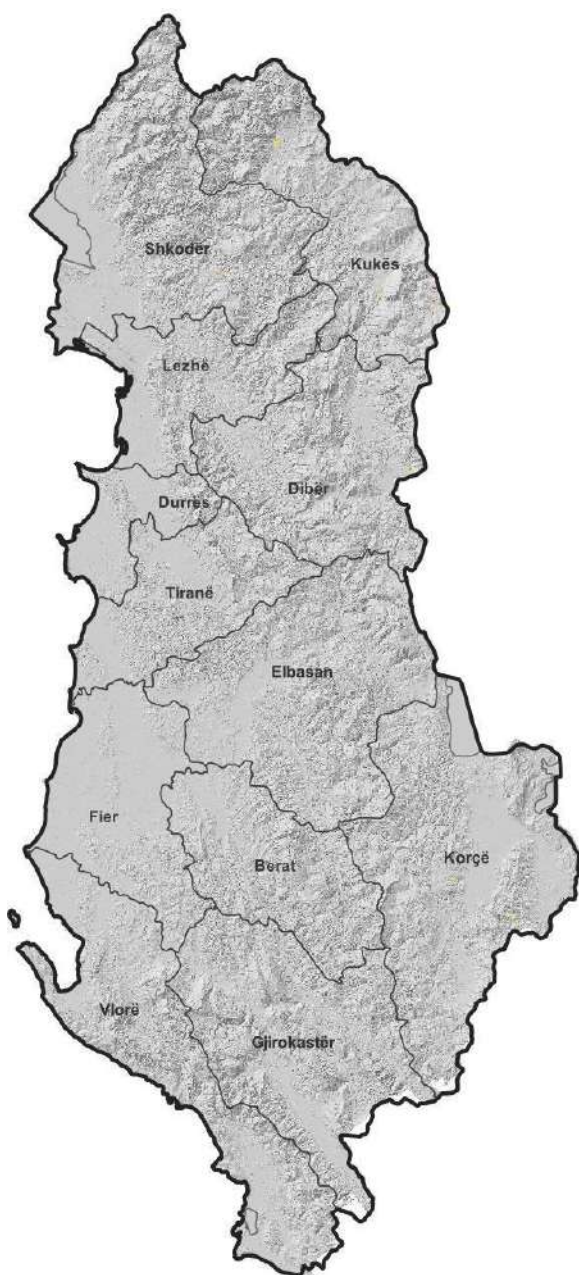 Shkodër
Kukës
Lezhë
Dibër
Durrës
Tiranë
Elbasan
Fier
Berat
Korçë
Vlorë
Gjirokastër